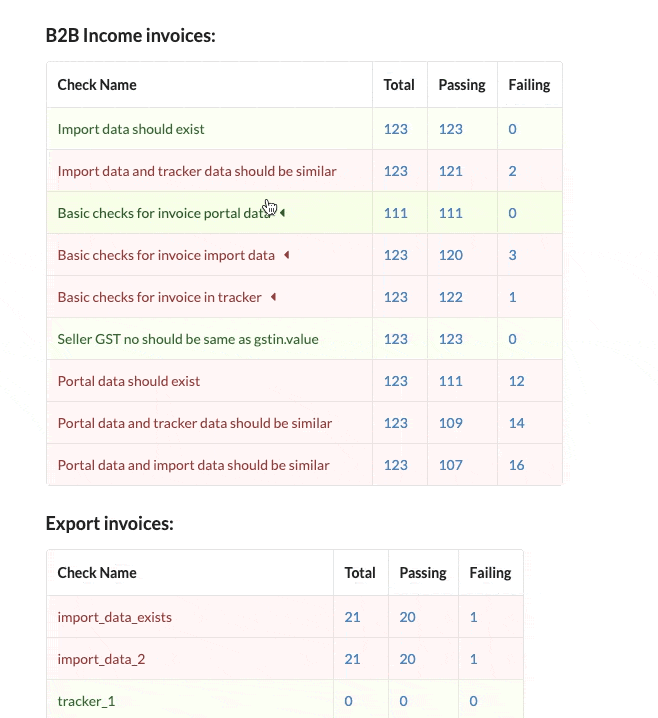 B2B Income invoices:
Check Name Total Passing Failing
Import data should exist 123 123 0
Import data and tracker data should be similar 123 121 2
Basic checks for invoice portal data 111 111 0
Basic checks for invoice import data 123 120 3
Basic checks for invoice in tracker 123 122 1
Seller GST no should be same as gstin.value 123 123 0
Portal data should exist 123 111 12
Portal data and tracker data should be similar 123 109 14
Portal data and import data should be similar 123 107 16
Export invoices:
Check Name Total Passing Failing
import_data_exists 21 20 1
import_data_2 21 20 1
tracker_1 0 0 0